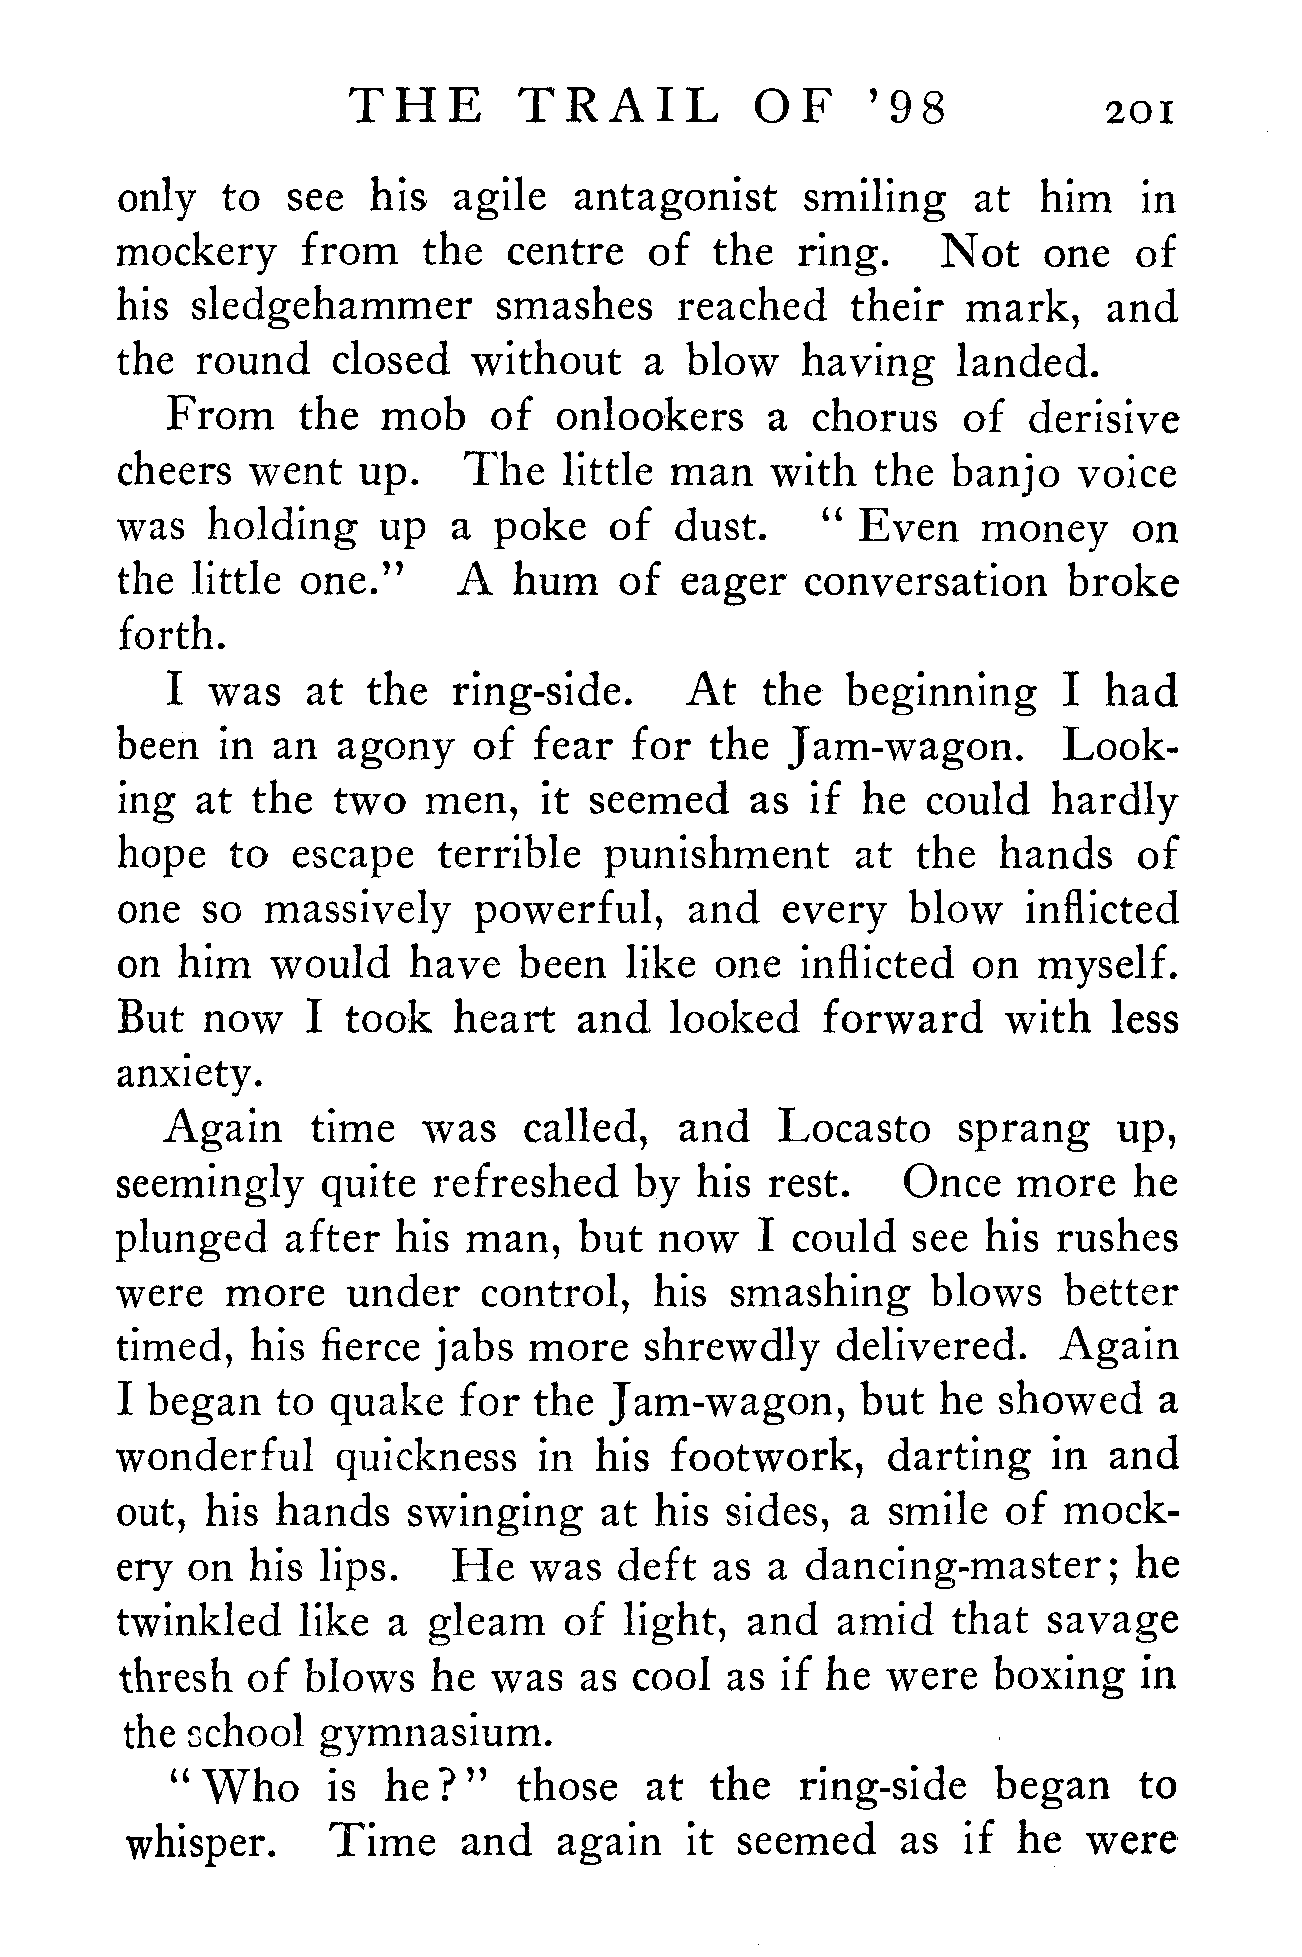 THE TRAIL OF ’98 201
only to see his agile antagonist smiling at him in
mockery from the centre of the ring. Not one of
his sledgehammer smashes reached their mark, and
the round closed without a blow having landed.
From the mob of onlookers a chorus of derisive
cheers went up. The little man with the banjo voice
was holding up a poke of dust. “ Even money on
the little one.” A hum of eager conversation broke
forth.
I was at the ring-side. At the beginning I had
been in an agony of fear for the Jam-wagon. Look-
ing at the two men, it seemed as if he could hardly
hope to escape terrible punishment at the hands of
one so massively powerful, and every blow inflicted
on him would have been like one inflicted on myself.
But now I took heart and looked forward with less
anxiety.
Again time was called, and Locasto sprang up,
seemingly quite refreshed by his rest. Once more he
plunged after his man, but now I could see his rushes
were more under control, his smashing blows better
timed, his fierce jabs more shrewdly delivered. Again
I began to quake for the Jam-wagon, but he showed a
wonderful quickness in his footwork, darting in and
out, his hands swinging at his sides, a smile of mock-
ery on his lips. He was deft as a dancing-master; he
twinkled like a gleam of light, and amid that savage
thresh of blows he was as cool as if he were boxing in
the school gymnasium.
“ Who is he? ” those at the ring-side began to
whisper. Time and again it seemed as if he were